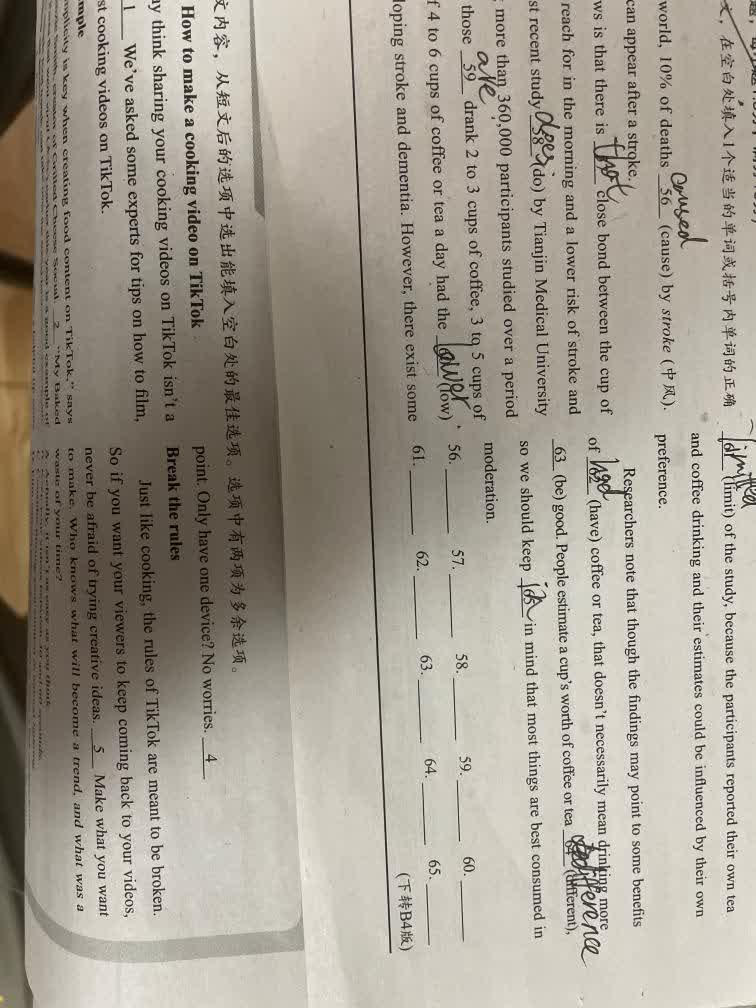 文，在空白处填入1个适当的单词或括号内单词的正确
world, 10% of deaths caused 56 (cause) by stroke (中风).
can appear after a stroke.
ws is that there is that close bond between the cup of
reach for in the morning and a lower risk of stroke and
st recent study does 58 (do) by Tianjin Medical University
more than 360,000 participants studied over a period
those are 59 drank 2 to 3 cups of coffee, 3 to 5 cups of
f 4 to 6 cups of coffee or tea a day had the lower (low)
loping stroke and dementia. However, there exist some
limited (limit) of the study, because the participants reported their own tea
and coffee drinking and their estimates could be influenced by their own
preference.
Researchers note that though the findings may point to some benefits
of had (have) coffee or tea, that doesn't necessarily mean drinking more
63 (be) good. People estimate a cup's worth of coffee or tea 64 difference (different),
so we should keep in mind that most things are best consumed in
moderation.
56. 57. 58. 59. 60.
61. 62. 63. 64. 65.
(下转B4版)
文内容，从短文后的选项中选出能填入空白处的最佳选项。选项中有两项为多余选项。
How to make a cooking video on TikTok
ay think sharing your cooking videos on TikTok isn't a
1 We've asked some experts for tips on how to film,
st cooking videos on TikTok.
mple
mplicity is key when creating food content on TikTok," says
2 "My Baked
point. Only have one device? No worries. 4
Break the rules
Just like cooking, the rules of TikTok are meant to be broken.
So if you want your viewers to keep coming back to your videos,
never be afraid of trying creative ideas. 5 Make what you want
to make. Who knows what will become a trend, and what was a
waste of your time?
A. Actually, it isn't as easy as you think.